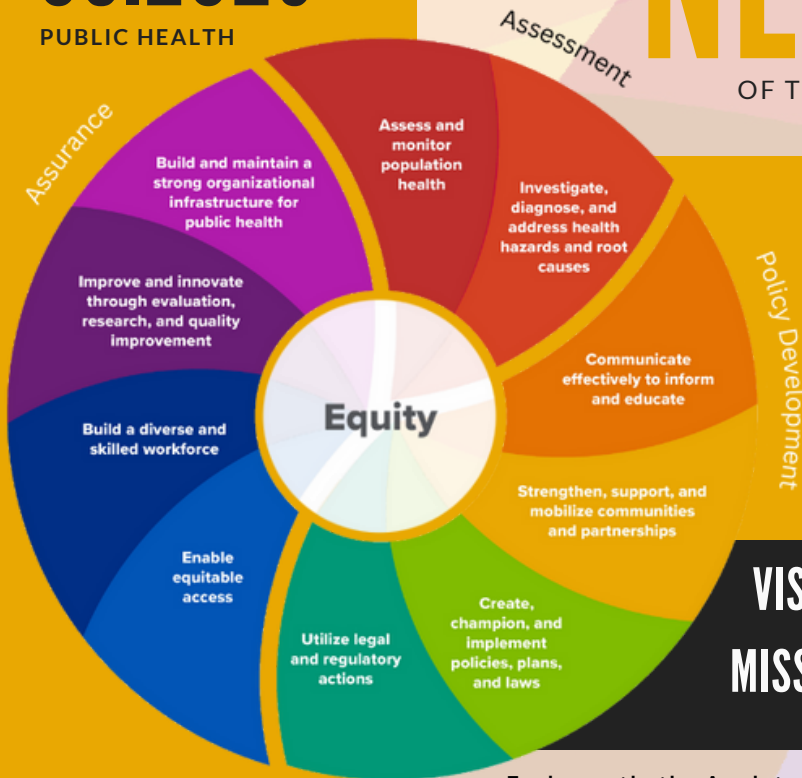 PUBLIC HEALTH
OF T
Assessment
Assurance
Policy Development
Assess and
monitor
population
health
Investigate,
diagnose, and
address health
hazards and root
causes
Communicate
effectively to inform
and educate
Strengthen, support, and
mobilize communities
and partnerships
Create,
champion, and
implement
policies, plans,
and laws
Utilize legal
and regulatory
actions
Enable
equitable
access
Build a diverse and
skilled workforce
Improve and innovate
through evaluation,
research, and quality
improvement
Build and maintain a
strong organizational
infrastructure for
public health
Equity
VIS
MISS